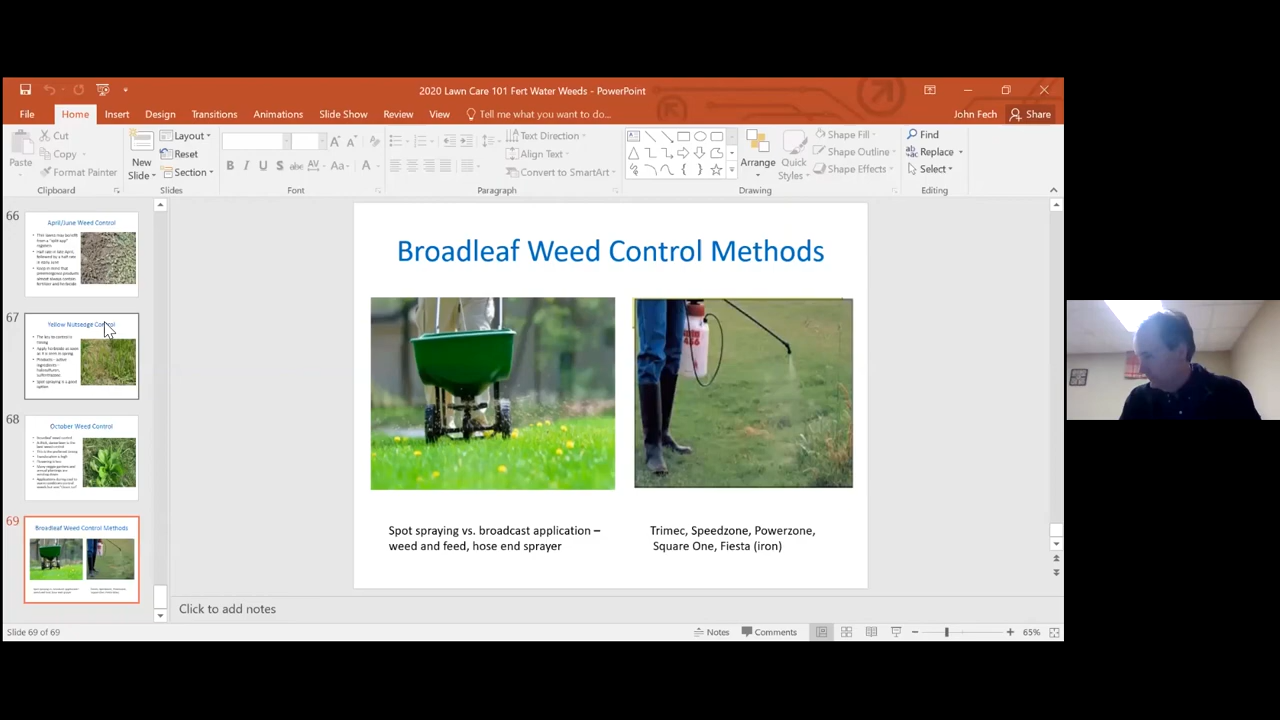 2020 Lawn Care 101 Fert Water Weeds - PowerPoint
File Home Insert Design Transitions Animations Slide Show Review View Tell me what you want to do... John Fech Share
Paste
Cut
Copy
Format Painter
Clipboard
New
Slide
Layout
Reset
Section
Slides
B I U S abc AV Aa A
Font
Text Direction
Align Text
Convert to SmartArt
Paragraph
Arrange
Quick
Styles
Shape Fill
Shape Outline
Shape Effects
Drawing
Find
Replace
Select
Editing
66
April/June Weed Control
67
Yellow Nutsedge Control
68
October Weed Control
69
Broadleaf Weed Control Methods
Broadleaf Weed Control Methods
Spot spraying vs. broadcast application –
weed and feed, hose end sprayer
Trimec, Speedzone, Powerzone,
Square One, Fiesta (iron)
Click to add notes
Slide 69 of 69
Notes Comments 65%